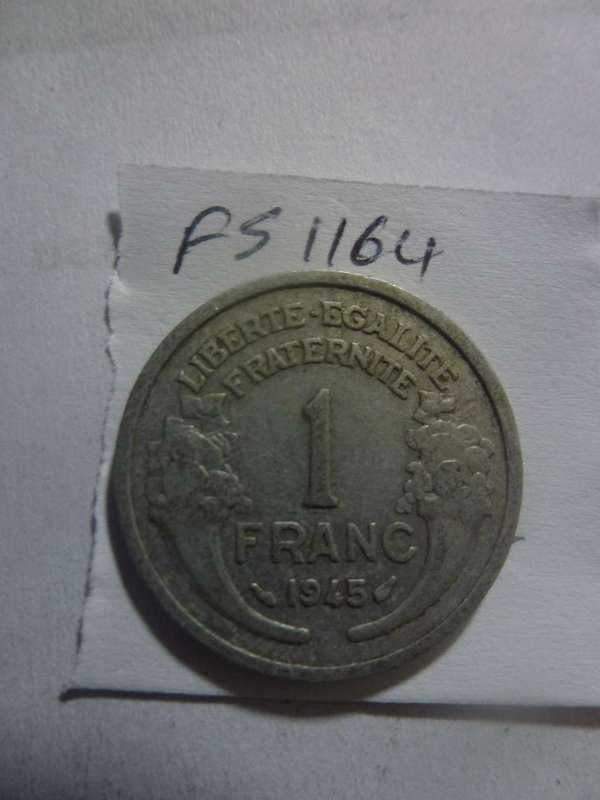 FS 1164
LIBERTE·EGALITE
FRATERNITE
1
FRANC
1945